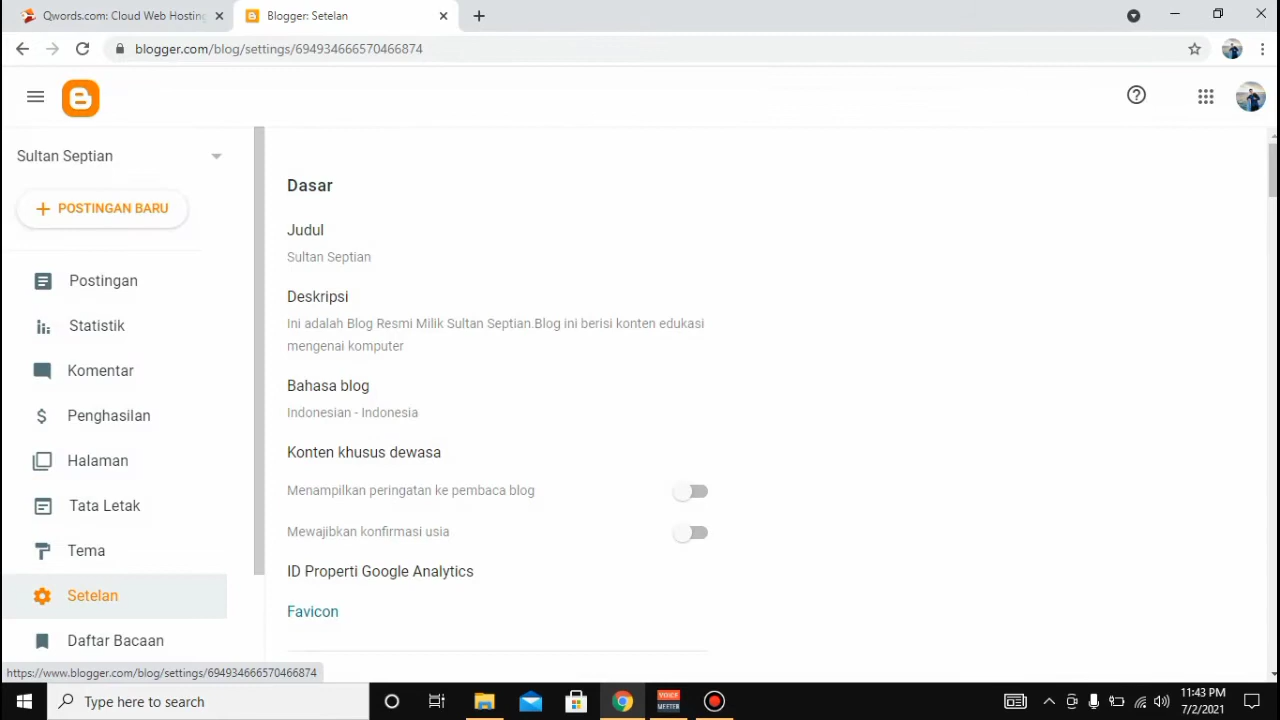 Qwords.com: Cloud Web Hosting
Blogger: Setelan
blogger.com/blog/settings/694934666570466874
Sultan Septian
POSTINGAN BARU
Postingan
Statistik
Komentar
Penghasilan
Halaman
Tata Letak
Tema
Setelan
Daftar Bacaan
Dasar
Judul
Sultan Septian
Deskripsi
Ini adalah Blog Resmi Milik Sultan Septian.Blog ini berisi konten edukasi
mengenai komputer
Bahasa blog
Indonesian - Indonesia
Konten khusus dewasa
Menampilkan peringatan ke pembaca blog
Mewajibkan konfirmasi usia
ID Properti Google Analytics
Favicon
https://www.blogger.com/blog/settings/694934666570466874
Type here to search
VOICE
MEETER
11:43 PM
7/2/2021